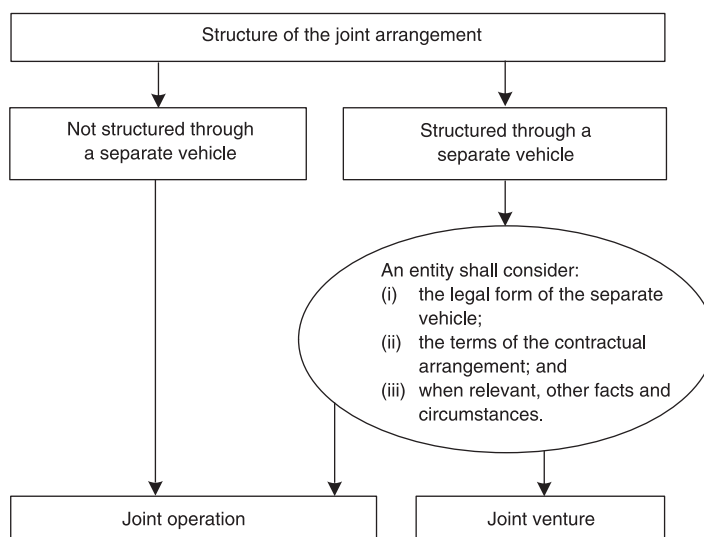 Structure of the joint arrangement
Not structured through
a separate vehicle
Structured through a
separate vehicle
An entity shall consider:
(i) the legal form of the separate
vehicle;
(ii) the terms of the contractual
arrangement; and
(iii) when relevant, other facts and
circumstances.
Joint operation
Joint venture